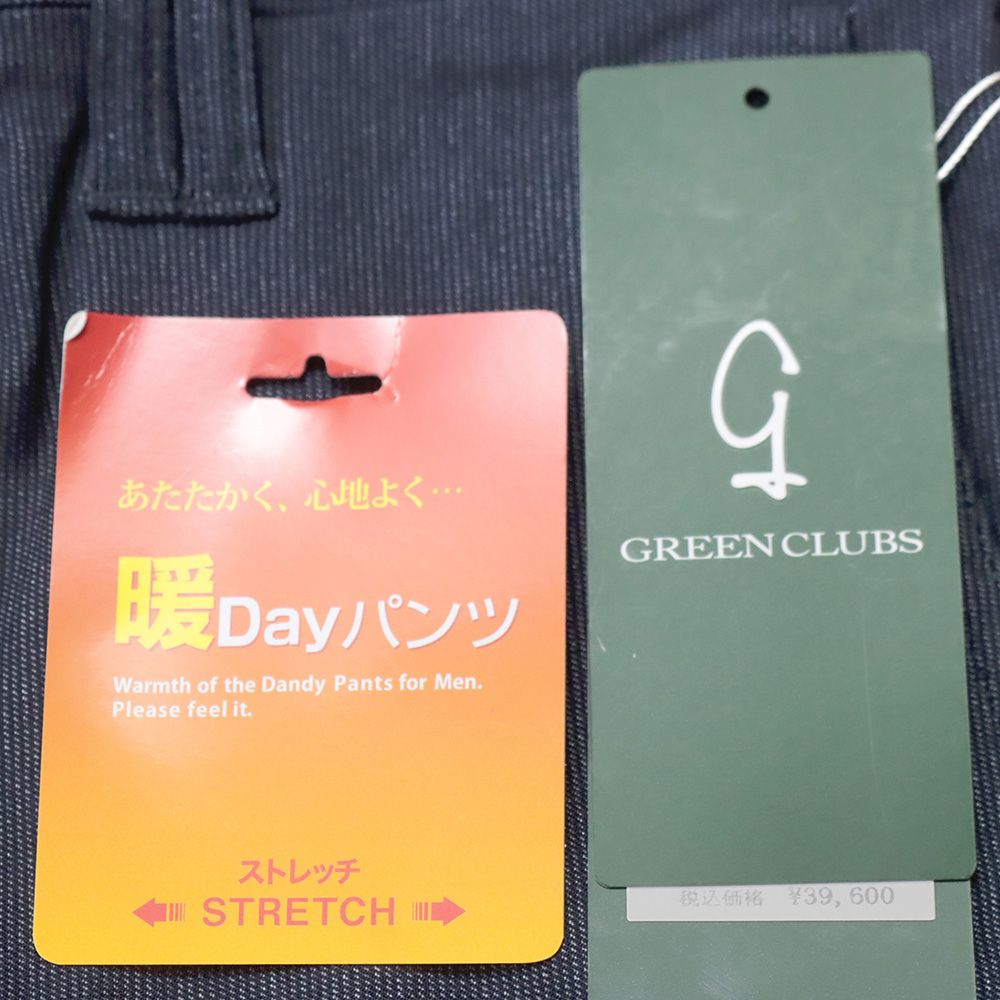 あたたかく、心地よく…
暖Dayパンツ
Warmth of the Dandy Pants for Men.
Please feel it.
ストレッチ
STRETCH
g
GREEN CLUBS
税込価格 ¥39,600